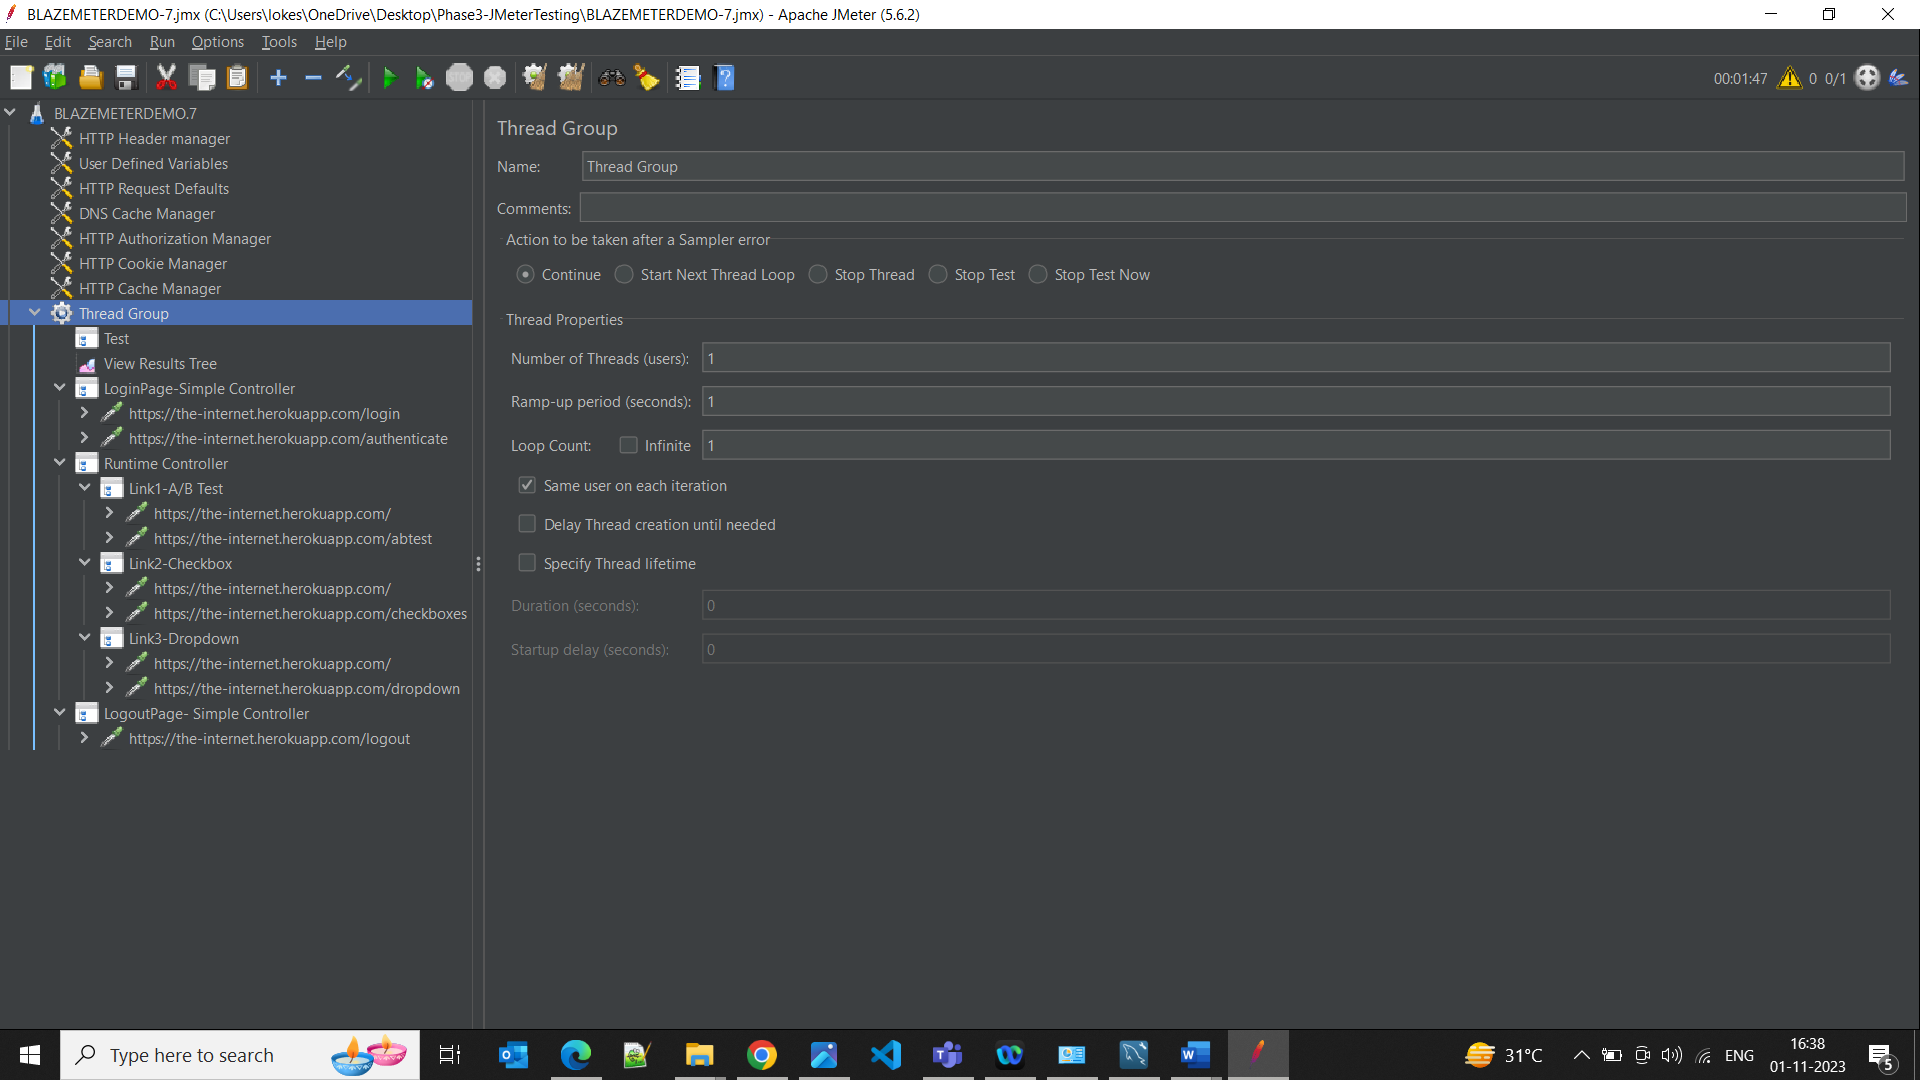 BLAZEMETERDEMO-7.jmx (C:\Users\lokes\OneDrive\Desktop\Phase3-JMeterTesting\BLAZEMETERDEMO-7.jmx) - Apache JMeter (5.6.2)
File Edit Search Run Options Tools Help
STOP
00:01:47 0 0/1
BLAZEMETERDEMO.7
HTTP Header manager
User Defined Variables
HTTP Request Defaults
DNS Cache Manager
HTTP Authorization Manager
HTTP Cookie Manager
HTTP Cache Manager
Thread Group
Test
View Results Tree
LoginPage-Simple Controller
https://the-internet.herokuapp.com/login
https://the-internet.herokuapp.com/authenticate
Runtime Controller
Link1-A/B Test
https://the-internet.herokuapp.com/
https://the-internet.herokuapp.com/abtest
Link2-Checkbox
https://the-internet.herokuapp.com/
https://the-internet.herokuapp.com/checkboxes
Link3-Dropdown
https://the-internet.herokuapp.com/
https://the-internet.herokuapp.com/dropdown
LogoutPage- Simple Controller
https://the-internet.herokuapp.com/logout
Thread Group
Name: Thread Group
Comments:
Action to be taken after a Sampler error
Continue Start Next Thread Loop Stop Thread Stop Test Stop Test Now
Thread Properties
Number of Threads (users): 1
Ramp-up period (seconds): 1
Loop Count: Infinite 1
Same user on each iteration
Delay Thread creation until needed
Specify Thread lifetime
Duration (seconds): 0
Startup delay (seconds): 0
Type here to search
31°C
ENG
16:38
01-11-2023
5